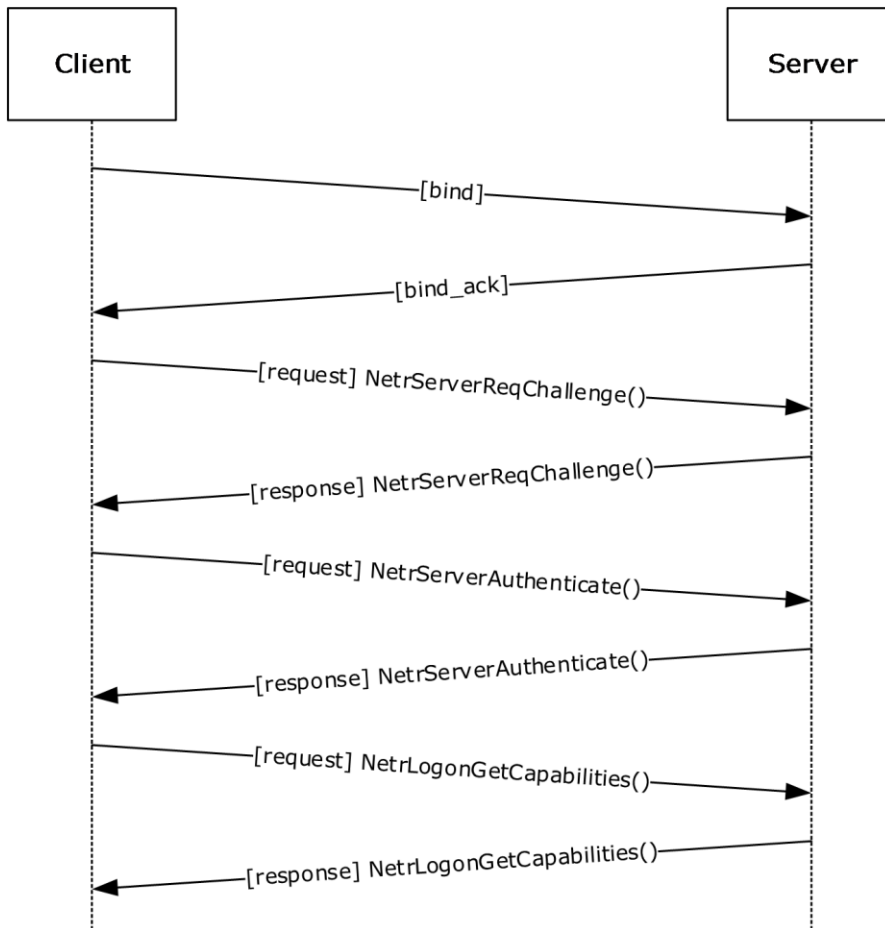 Client
Server
[bind]
[bind_ack]
[request] NetrServerReqChallenge()
[response] NetrServerReqChallenge()
[request] NetrServerAuthenticate()
[response] NetrServerAuthenticate()
[request] NetrLogonGetCapabilities()
[response] NetrLogonGetCapabilities()